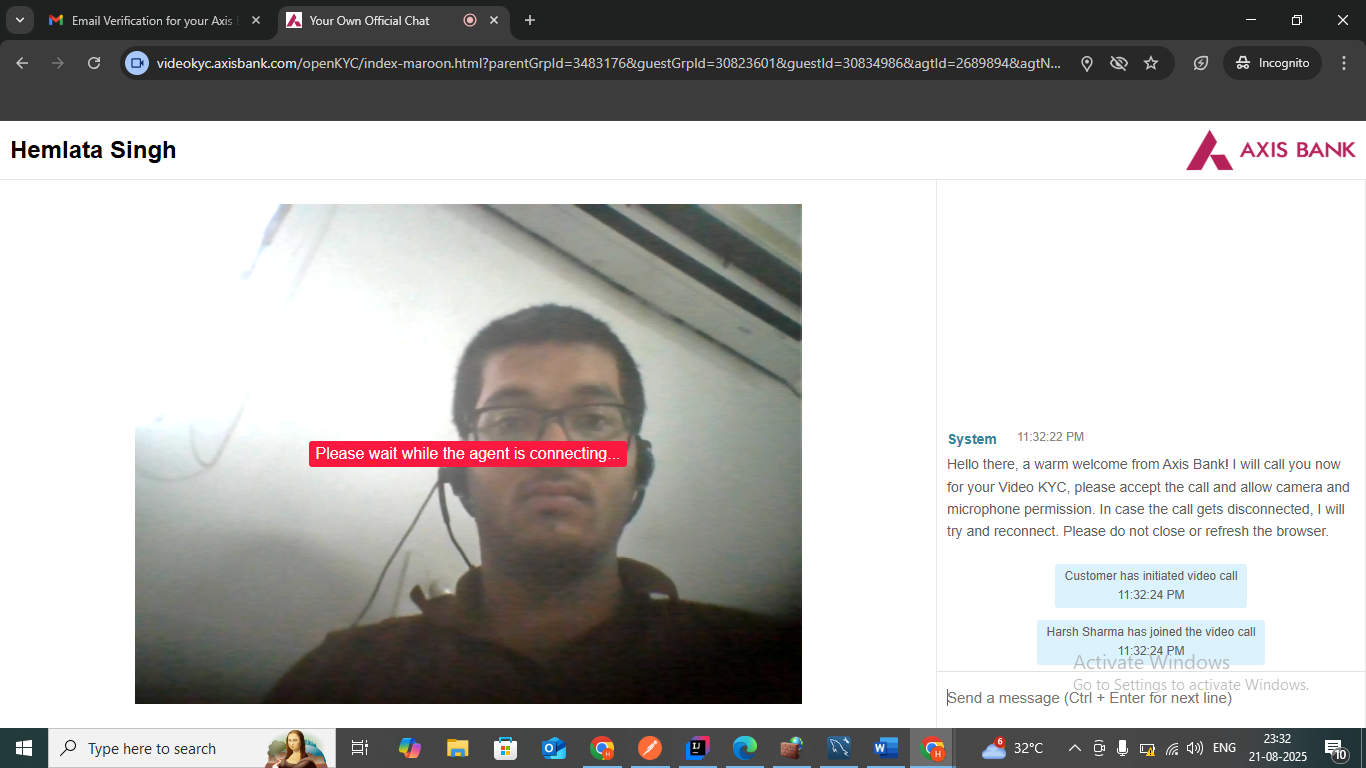 Email Verification for your Axis
Your Own Official Chat
videokyc.axisbank.com/openKYC/index-maroon.html?parentGrpId=3483176&guestGrpId=30823601&guestId=30834986&agtId=2689894&agtN...
Incognito
Hemlata Singh
AXIS BANK
Please wait while the agent is connecting...
System 11:32:22 PM
Hello there, a warm welcome from Axis Bank! I will call you now
for your Video KYC, please accept the call and allow camera and
microphone permission. In case the call gets disconnected, I will
try and reconnect. Please do not close or refresh the browser.
Customer has initiated video call
11:32:24 PM
Harsh Sharma has joined the video call
11:32:24 PM
Activate Windows
Go to Settings to activate Windows.
Send a message (Ctrl + Enter for next line)
Type here to search
6
32°C
ENG
23:32
21-08-2025
10